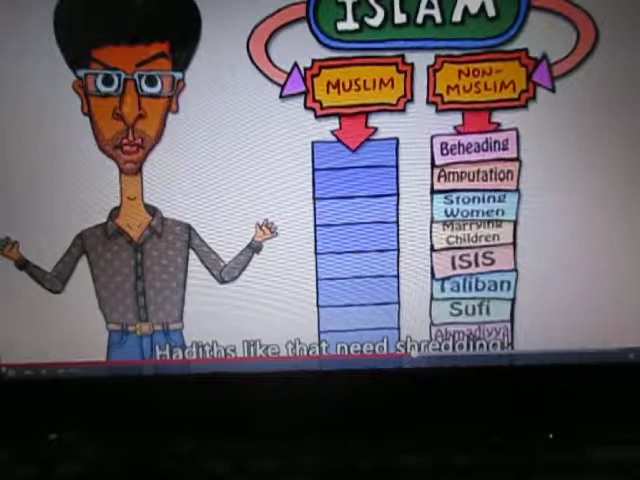 ISLAM
MUSLIM
NON-
MUSLIM
Beheading
Amputation
Stoning
Women
Marrying
Children
ISIS
Taliban
Sufi
Ahmadiyya
Hadiths like that need shredding!